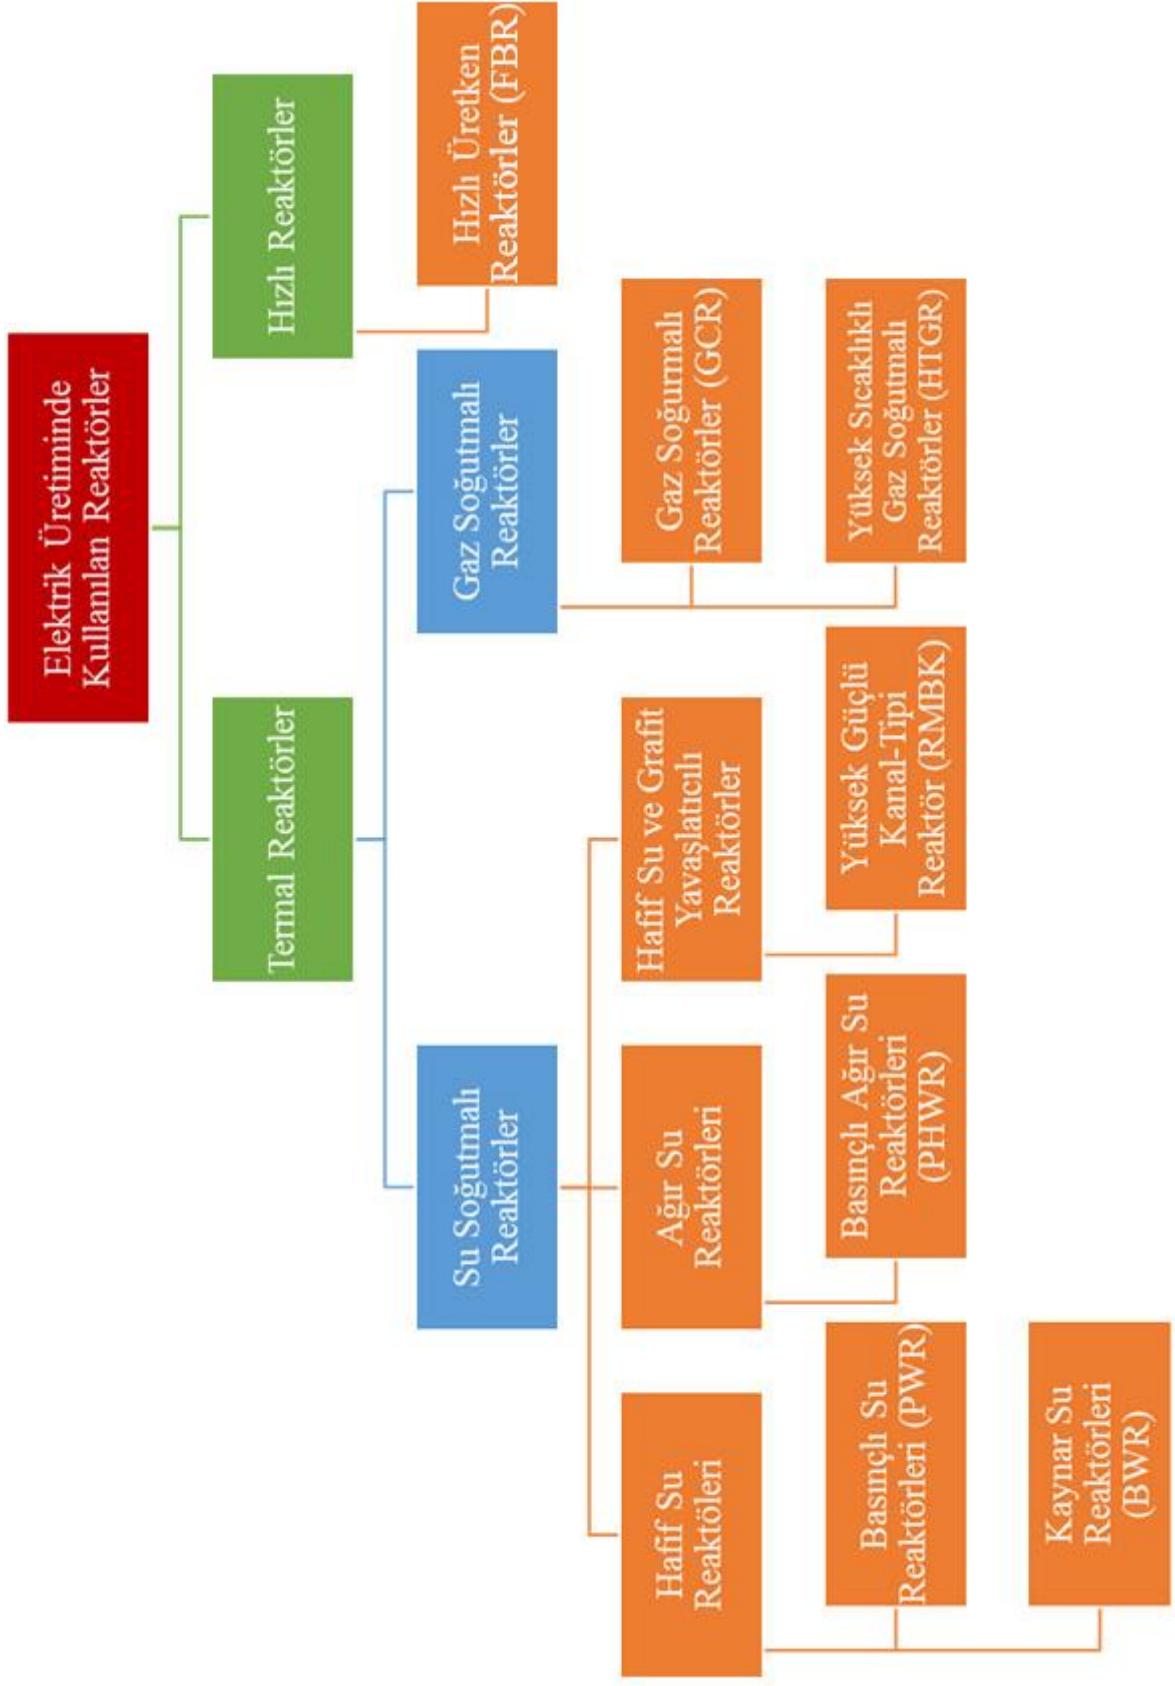 Elektrik Üretiminde
Kullanılan Reaktörler
Termal Reaktörler
Hızlı Reaktörler
Su Soğutmalı
Reaktörler
Gaz Soğutmalı
Reaktörler
Hızlı Üretken
Reaktörler (FBR)
Hafif Su
Reaktöleri
Ağır Su
Reaktörleri
Hafif Su ve Grafit
Yavaşlatıcılı
Reaktörler
Gaz Soğurmalı
Reaktörler (GCR)
Basınçlı Su
Reaktörleri (PWR)
Basınçlı Ağır Su
Reaktörleri
(PHWR)
Yüksek Güçlü
Kanal-Tipi
Reaktör (RMBK)
Yüksek Sıcaklıklı
Gaz Soğutmalı
Reaktörler (HTGR)
Kaynar Su
Reaktörleri
(BWR)